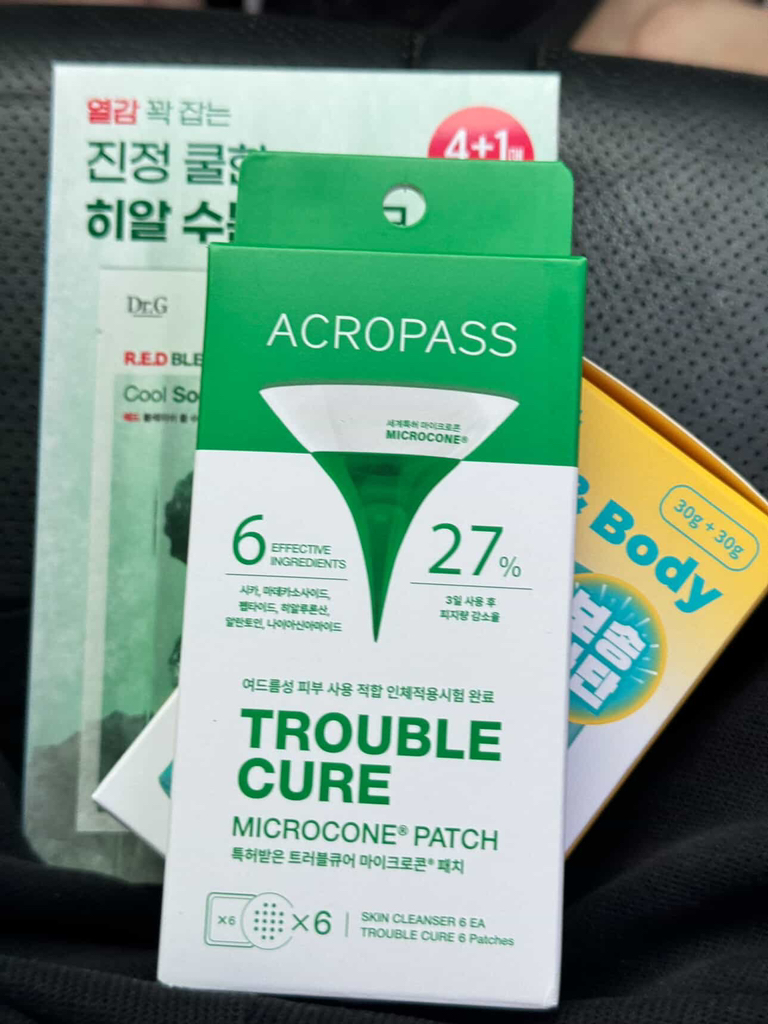 열감 꽉 잡는
진정 쿨
히알 수
4+1매
Dr.G
R.E.D BLE
Cool So
ACROPASS
세계특허 마이크로콘
MICROCONE®
6 EFFECTIVE
INGREDIENTS
시카, 마데카소사이드,
펩타이드, 히알루론산,
알란토인, 나이아신아마이드
27%
3일 사용 후
피지량 감소율
여드름성 피부 사용 적합 인체적용시험 완료
TROUBLE
CURE
MICROCONE® PATCH
특허받은 트러블큐어 마이크로콘® 패치
×6 ×6
SKIN CLEANSER 6 EA
TROUBLE CURE 6 Patches
& Body
30g + 30g
보송